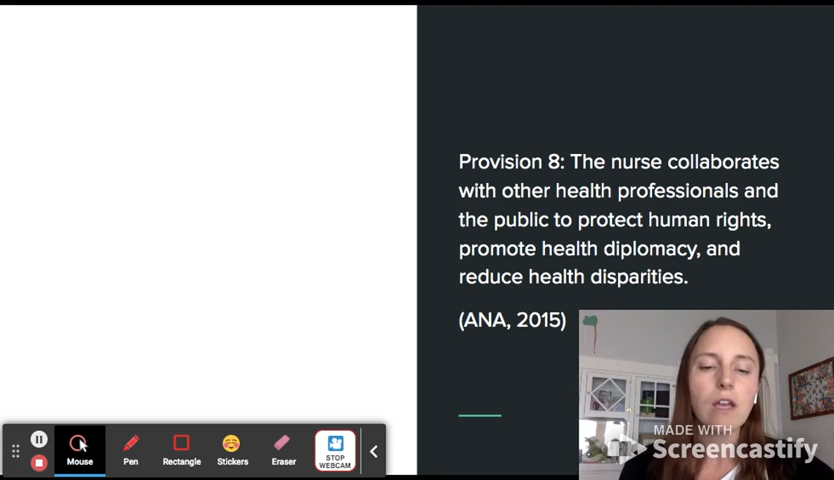 Provision 8: The nurse collaborates
with other health professionals and
the public to protect human rights,
promote health diplomacy, and
reduce health disparities.
(ANA, 2015)
Mouse
Pen
Rectangle
Stickers
Eraser
STOP
WEBCAM
MADE WITH
Screencastify